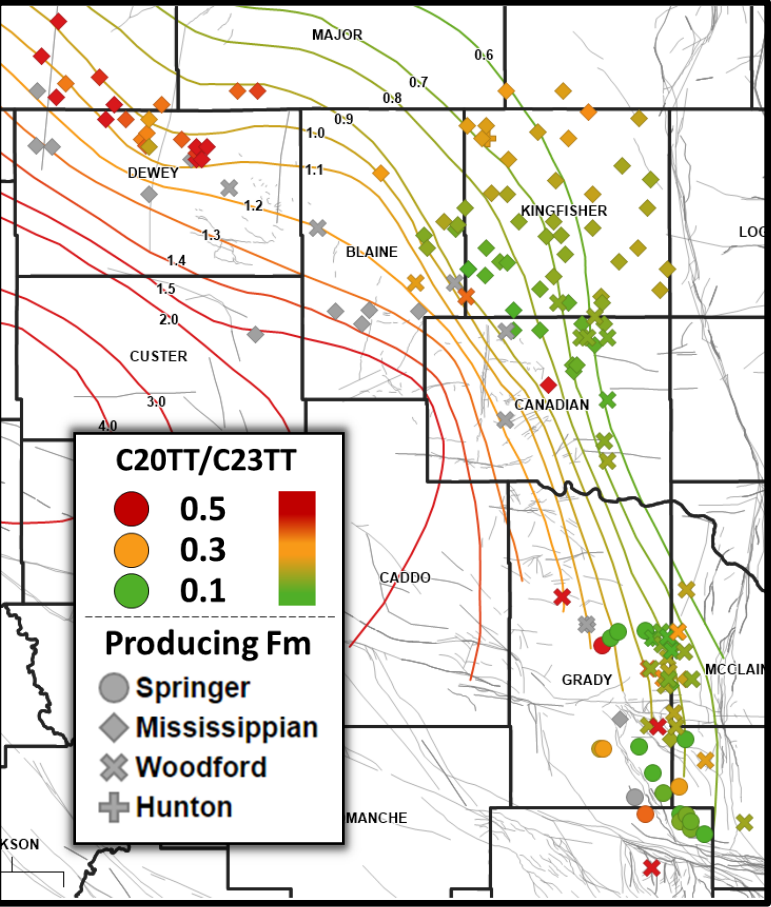 MAJOR
0.6
0.7
0.8
0.9
1.0
1.1
DEWEY
1.2
KINGFISHER
1.3
LOG
BLAINE
1.4
1.5
2.0
CUSTER
3.0
CANADIAN
4.0
C20TT/C23TT
0.5
0.3
0.1
CADDO
Producing Fm
Springer
Mississippian
Woodford
Hunton
GRADY
MCCLAIN
MANCHE
KSON